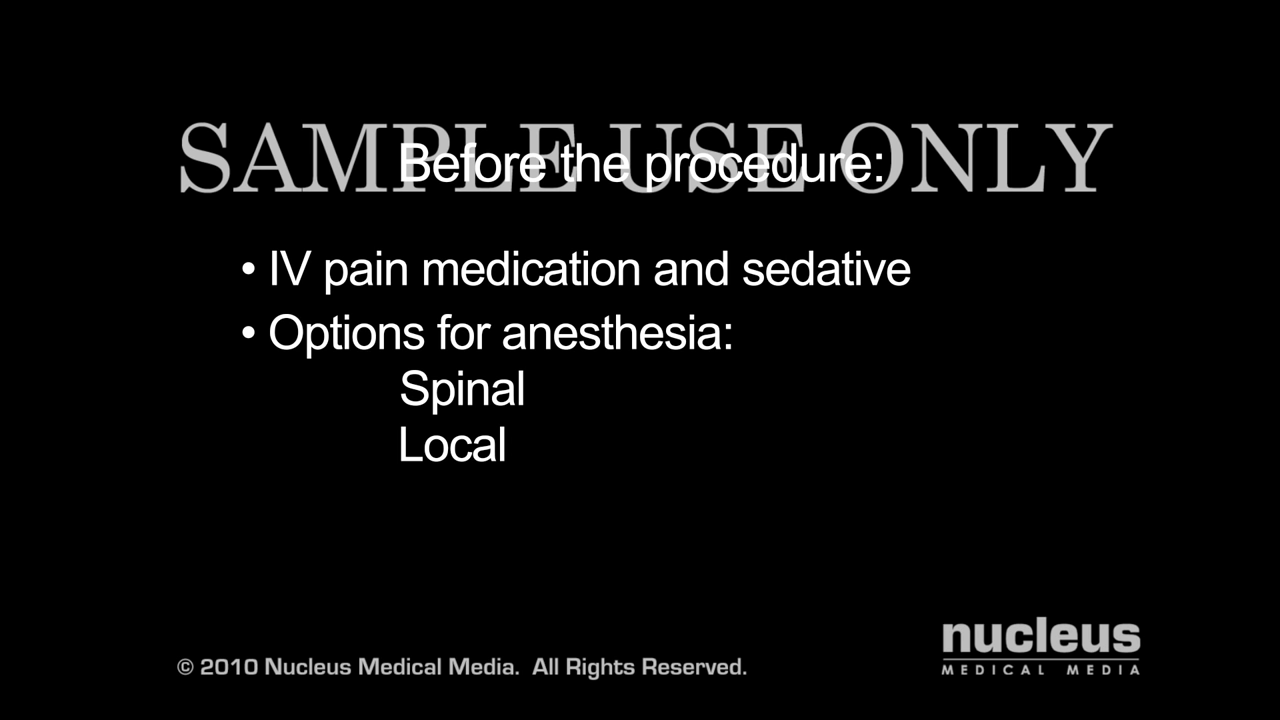 SAMPLE USE ONLY
Before the procedure:
• IV pain medication and sedative
• Options for anesthesia:
Spinal
Local
nucleus
MEDICAL MEDIA
© 2010 Nucleus Medical Media. All Rights Reserved.